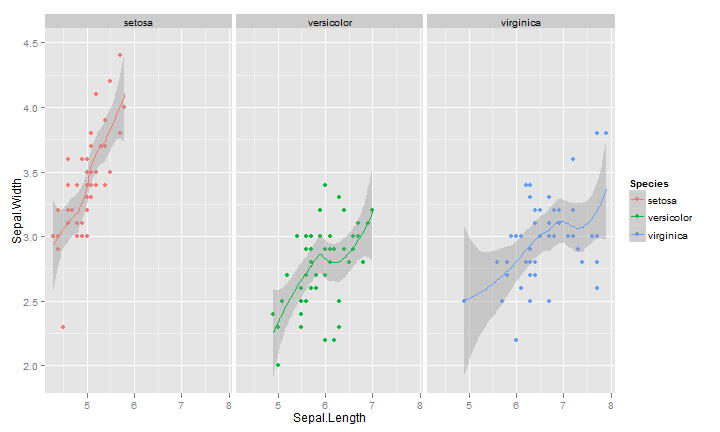 setosa versicolor virginica
4.5
4.0
3.5
3.0
2.5
2.0
Sepal.Width
5 6 7 8 5 6 7 8 5 6 7 8
Sepal.Length
Species
setosa
versicolor
virginica